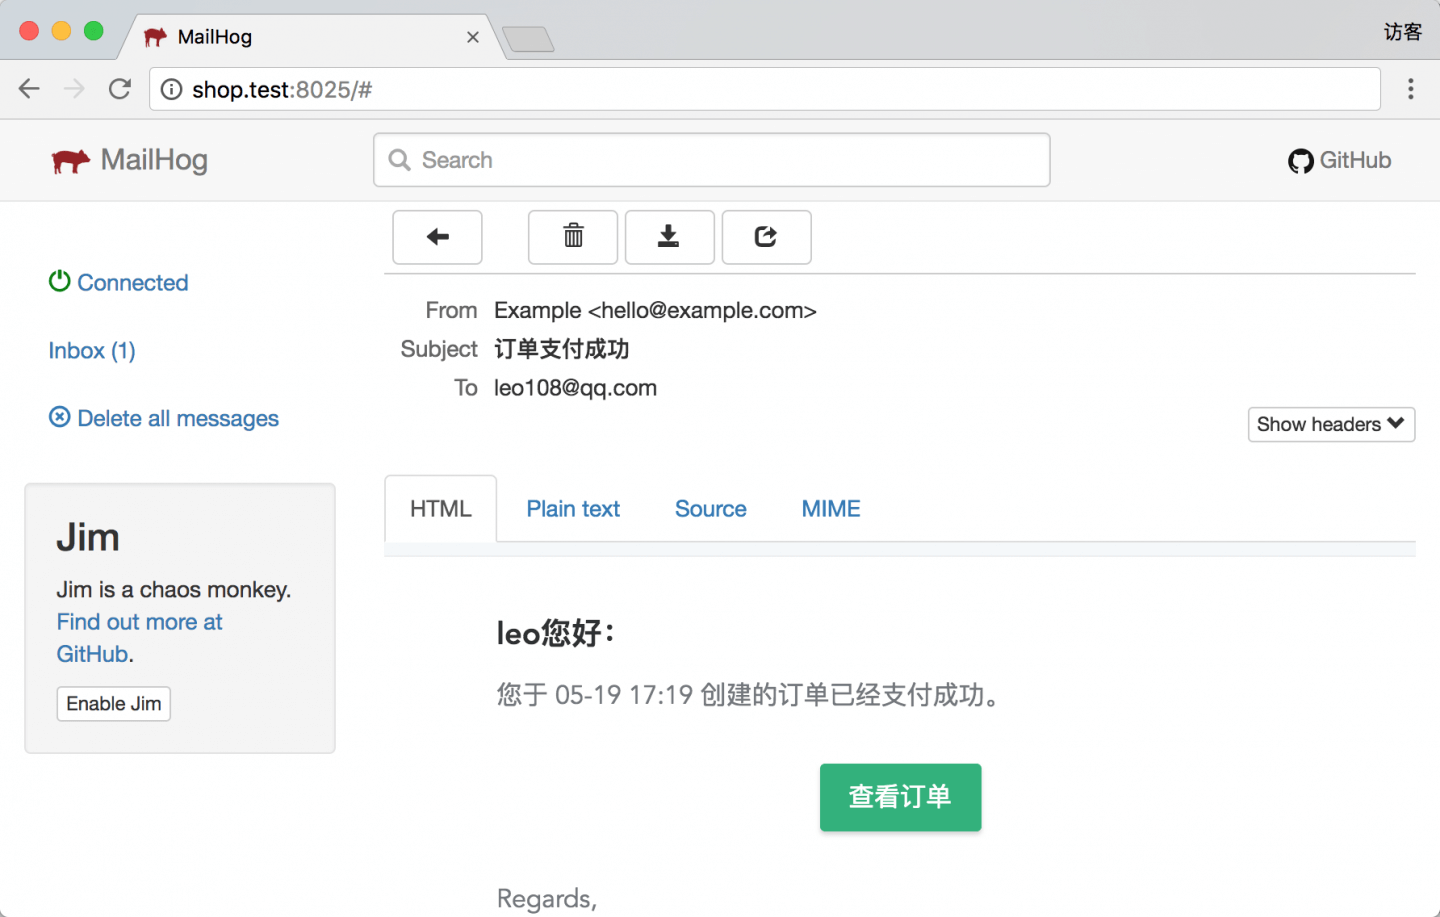 MailHog
访客
shop.test:8025/#
MailHog
Search
GitHub
Connected
Inbox (1)
Delete all messages
Jim
Jim is a chaos monkey.
Find out more at
GitHub.
Enable Jim
From Example <hello@example.com>
Subject 订单支付成功
To leo108@qq.com
Show headers
HTML Plain text Source MIME
leo您好：
您于 05-19 17:19 创建的订单已经支付成功。
查看订单
Regards,